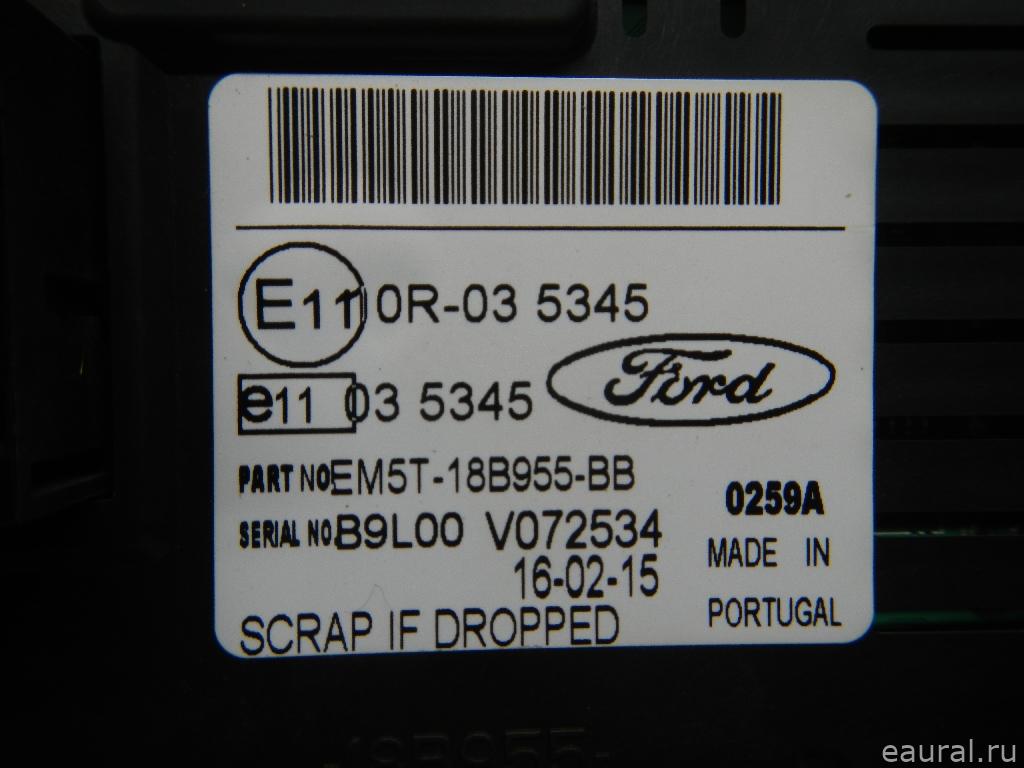 E11 0R-03 5345
e11 03 5345
Ford
PART NO. EM5T-18B955-BB
0259A
SERIAL NO. B9L00 V072534
MADE IN
16-02-15
PORTUGAL
SCRAP IF DROPPED
18B955-
eaural.ru